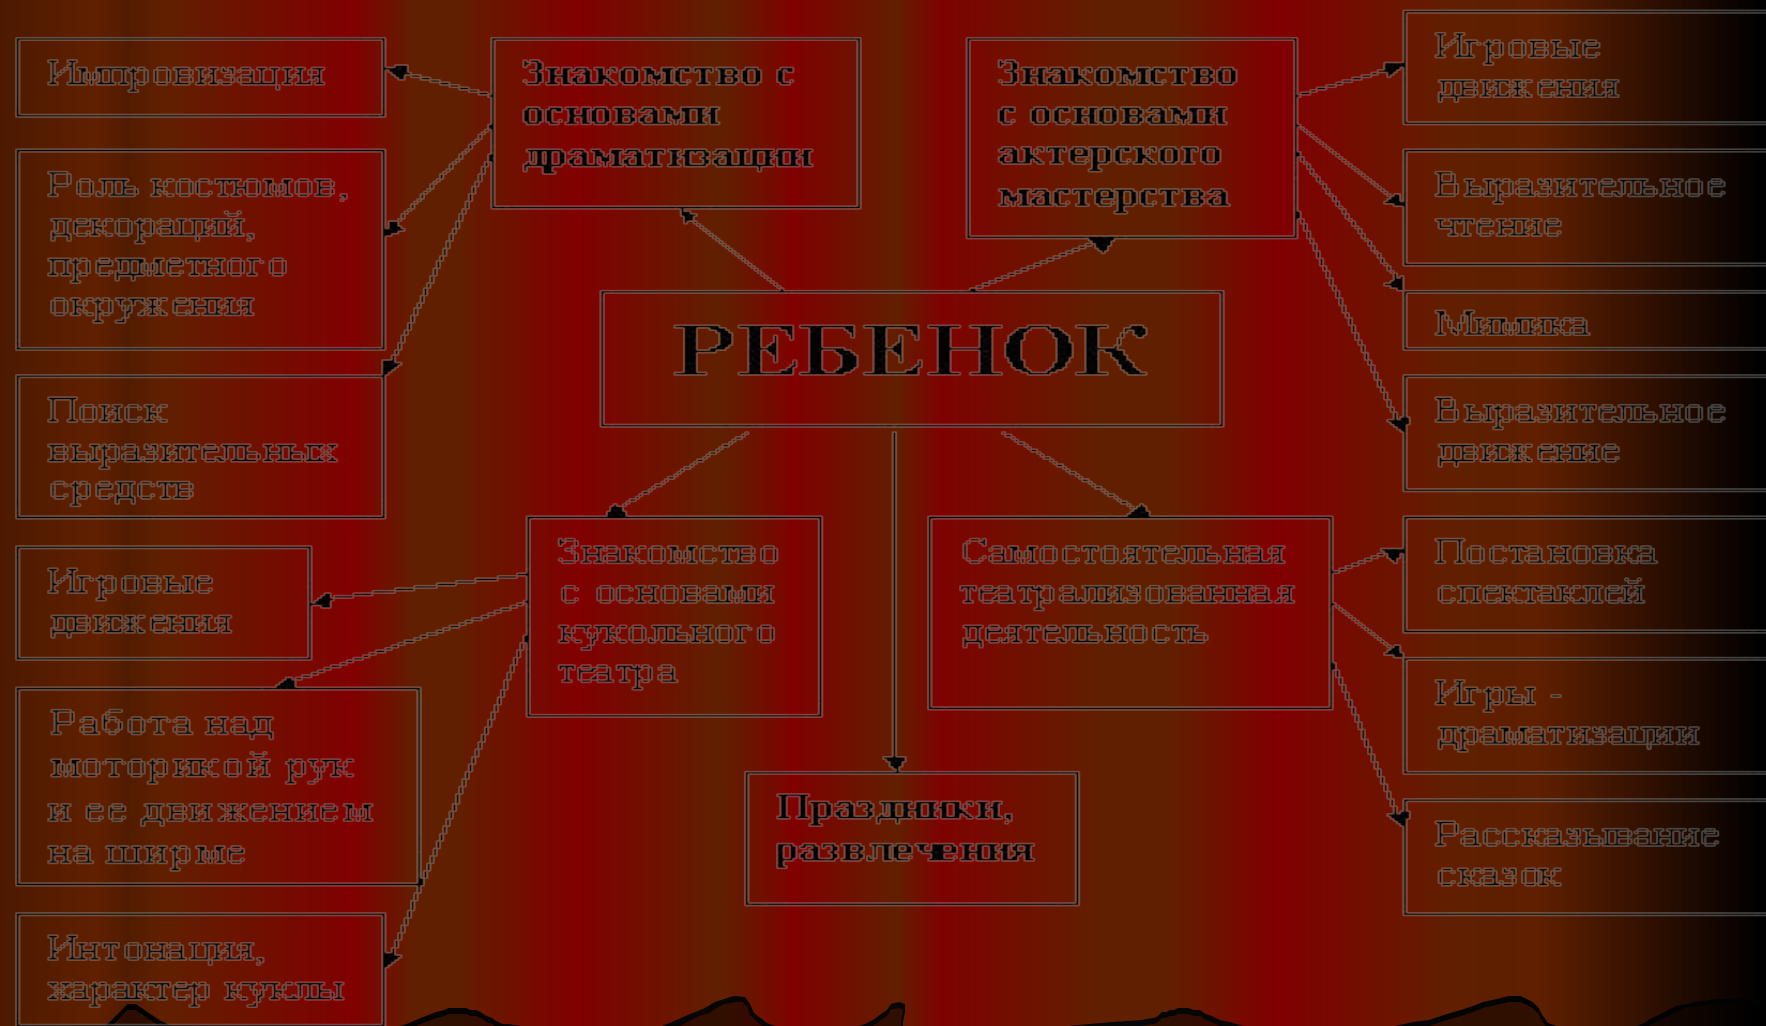 Импровизация
Роль костюмов,
декораций,
предметного
окружения
Поиск
выразительных
средств
Игровые
движения
Работа над
моторикой рук
и ее движением
на ширме
Интонация,
характер куклы
Знакомство с
основами
драматизации
Знакомство
с основами
актерского
мастерства
РЕБЕНОК
Знакомство
с основами
кукольного
театра
Самостоятельная
театрализованная
деятельность
Праздники,
развлечения
Игровые
движения
Выразительное
чтение
Мимика
Выразительное
движение
Постановка
спектаклей
Игры -
драматизации
Рассказывание
сказок